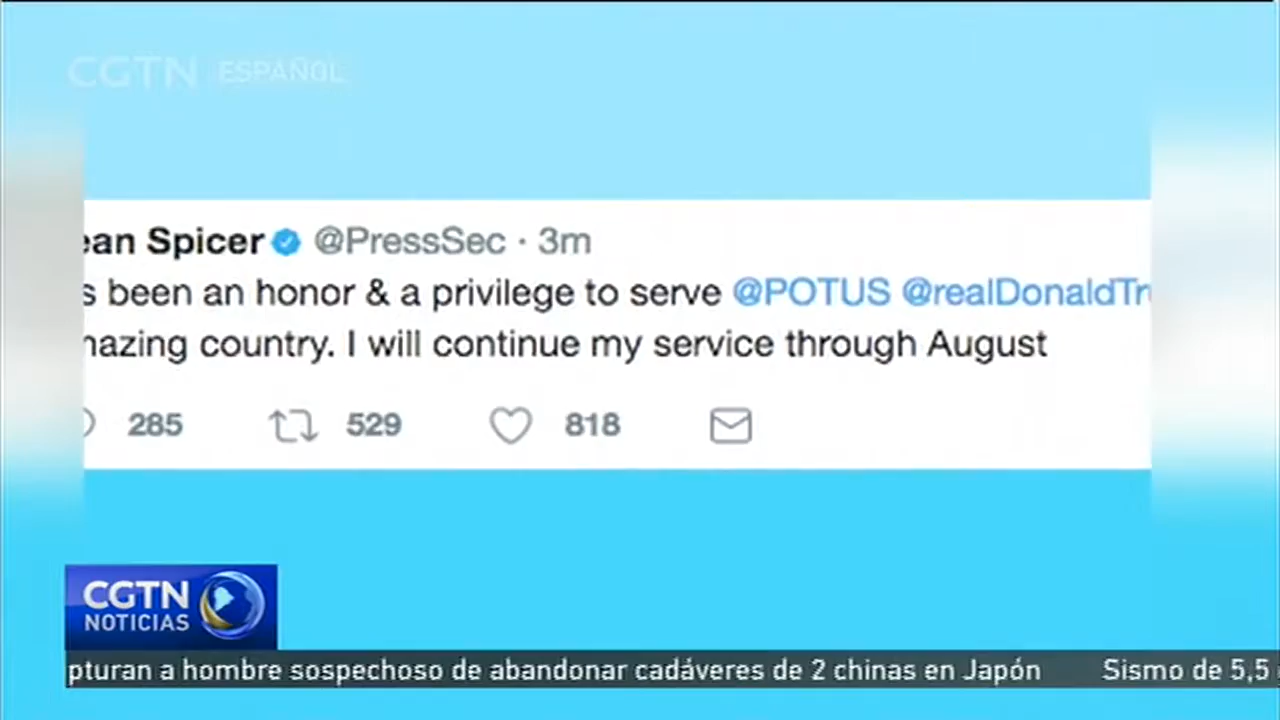 CGTN ESPAÑOL
ean Spicer @PressSec · 3m
s been an honor & a privilege to serve @POTUS @realDonaldTr
mazing country. I will continue my service through August
285 529 818
CGTN
NOTICIAS
pturan a hombre sospechoso de abandonar cadáveres de 2 chinas en Japón Sismo de 5,5